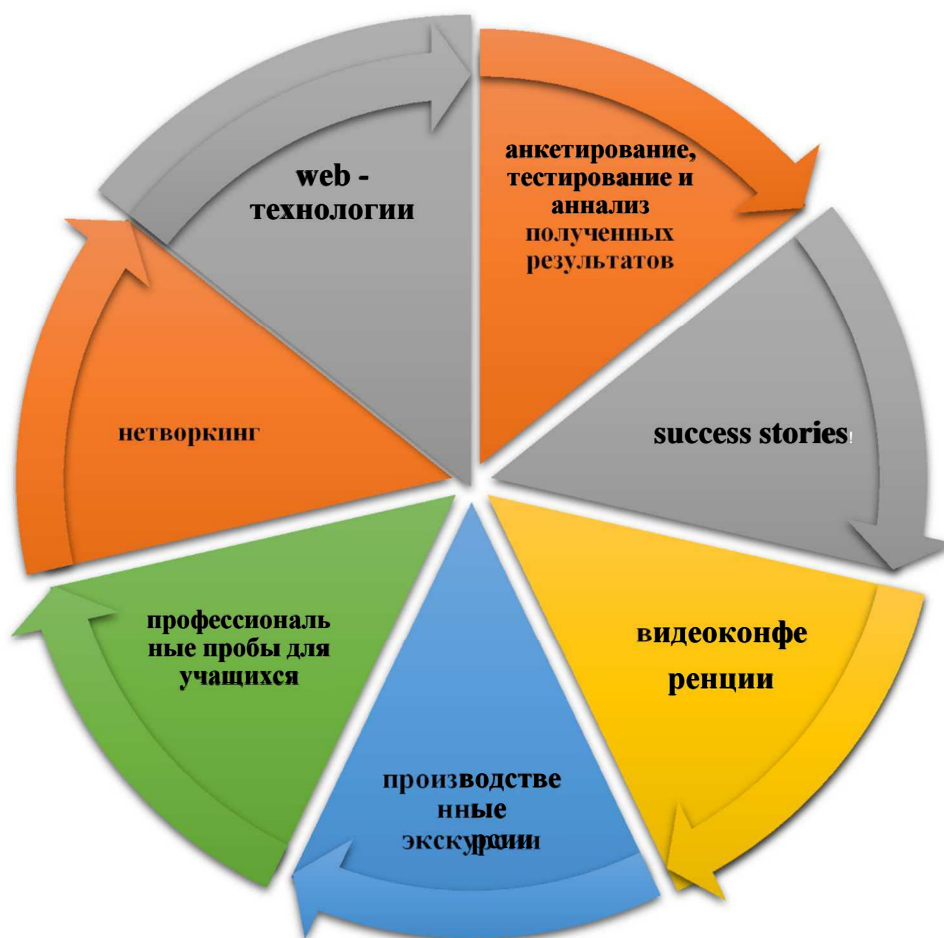 web -
технологии
анкетирование,
тестирование и
аннализ
полученных
результатов
success stories!
видеоконфе
ренции
производстве
нные
экскурсии
профессиональ
ные пробы для
учащихся
нетворкинг